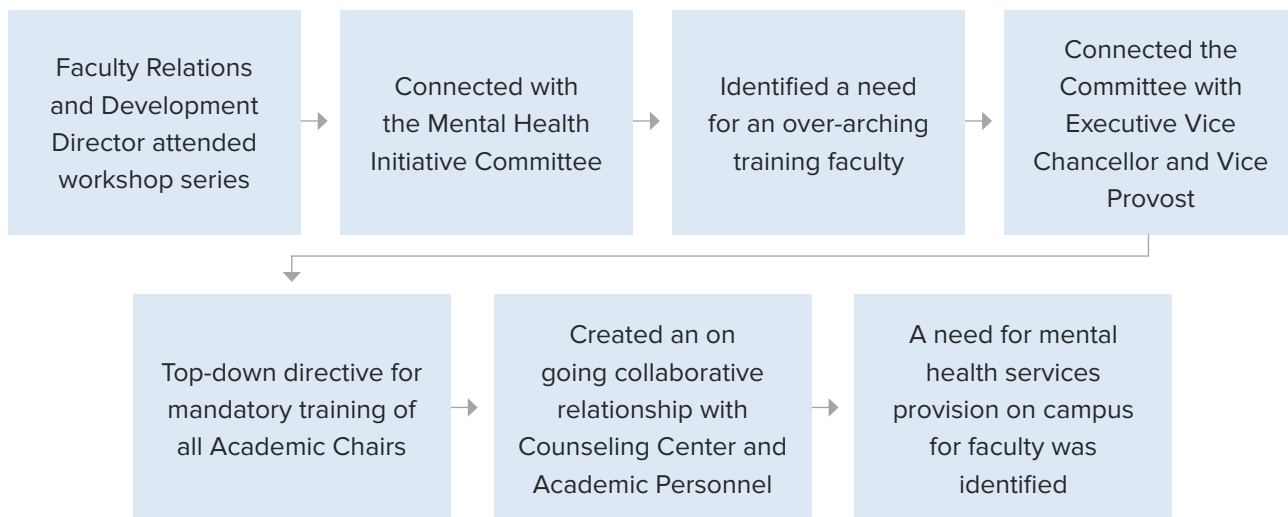 Faculty Relations
and Development
Director attended
workshop series
Connected with
the Mental Health
Initiative Committee
Identified a need
for an over-arching
training faculty
Connected the
Committee with
Executive Vice
Chancellor and Vice
Provost
Top-down directive for
mandatory training of
all Academic Chairs
Created an on
going collaborative
relationship with
Counseling Center and
Academic Personnel
A need for mental
health services
provision on campus
for faculty was
identified